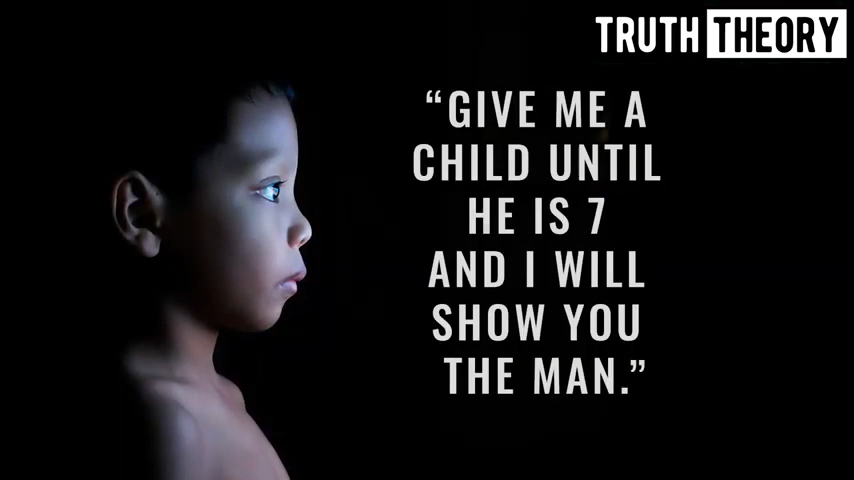 TRUTH THEORY
“GIVE ME A
CHILD UNTIL
HE IS 7
AND I WILL
SHOW YOU
THE MAN.”